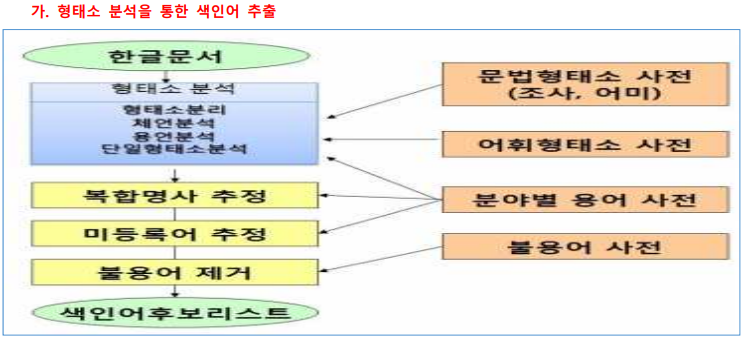 가. 형태소 분석을 통한 색인어 추출
한글문서
형태소 분석
형태소분리
체언분석
용언분석
단일형태소분석
복합명사 추정
미등록어 추정
불용어 제거
색인어후보리스트
문법형태소 사전
(조사, 어미)
어휘형태소 사전
분야별 용어 사전
불용어 사전